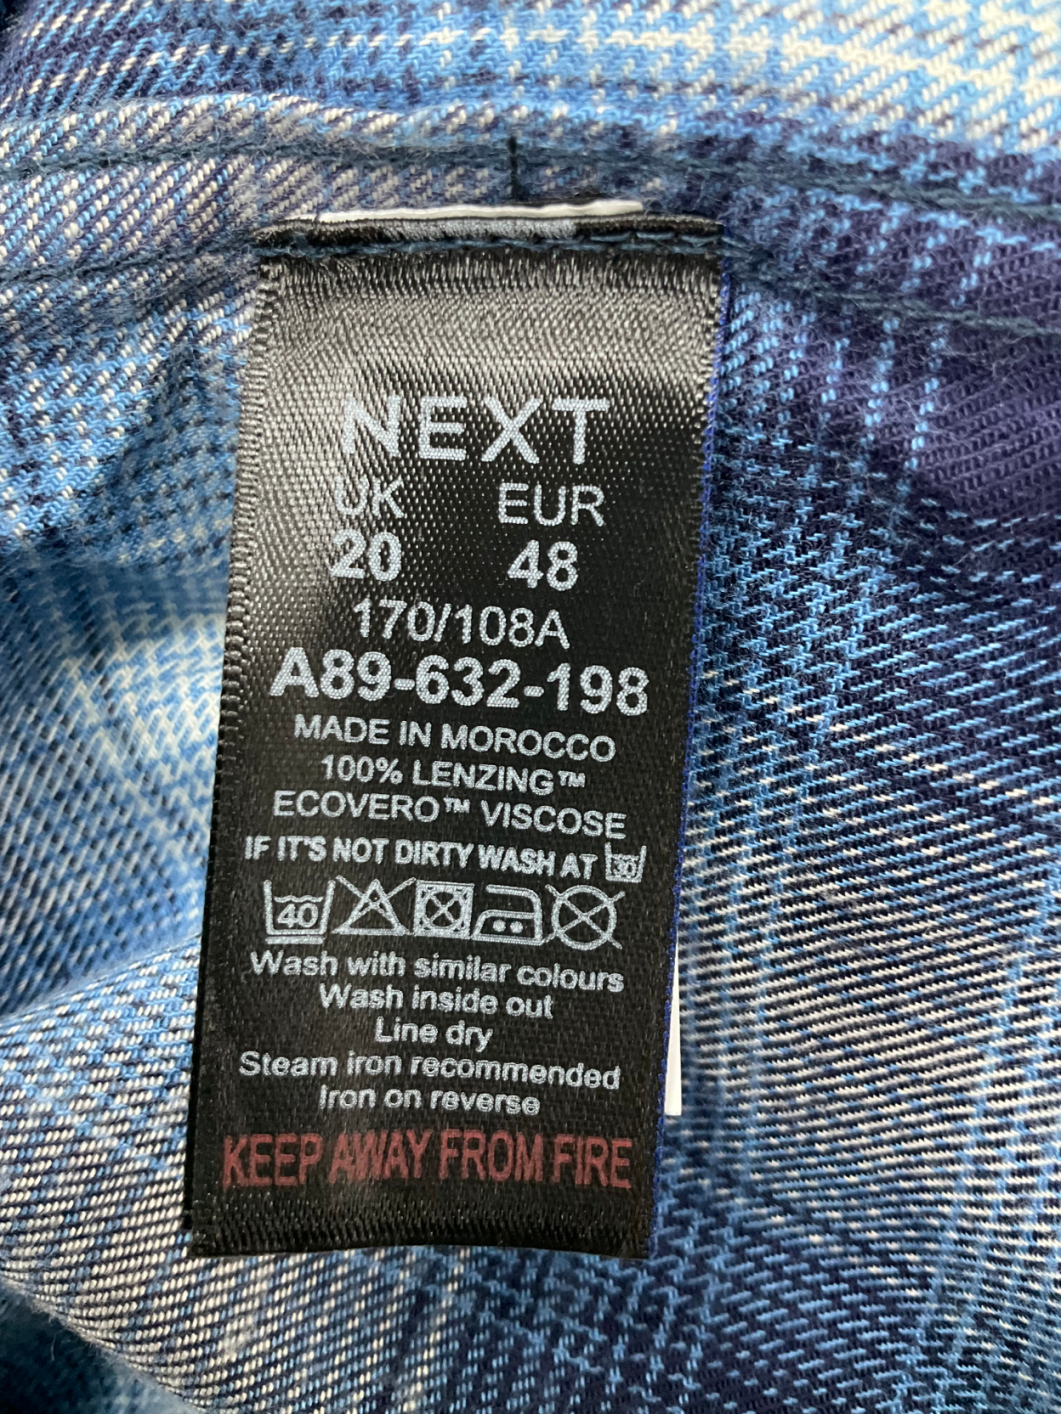 NEXT
UK EUR
20 48
170/108A
A89-632-198
MADE IN MOROCCO
100% LENZING™
ECOVERO™ VISCOSE
IF IT'S NOT DIRTY WASH AT 30
40
Wash with similar colours
Wash inside out
Line dry
Steam iron recommended
Iron on reverse
KEEP AWAY FROM FIRE